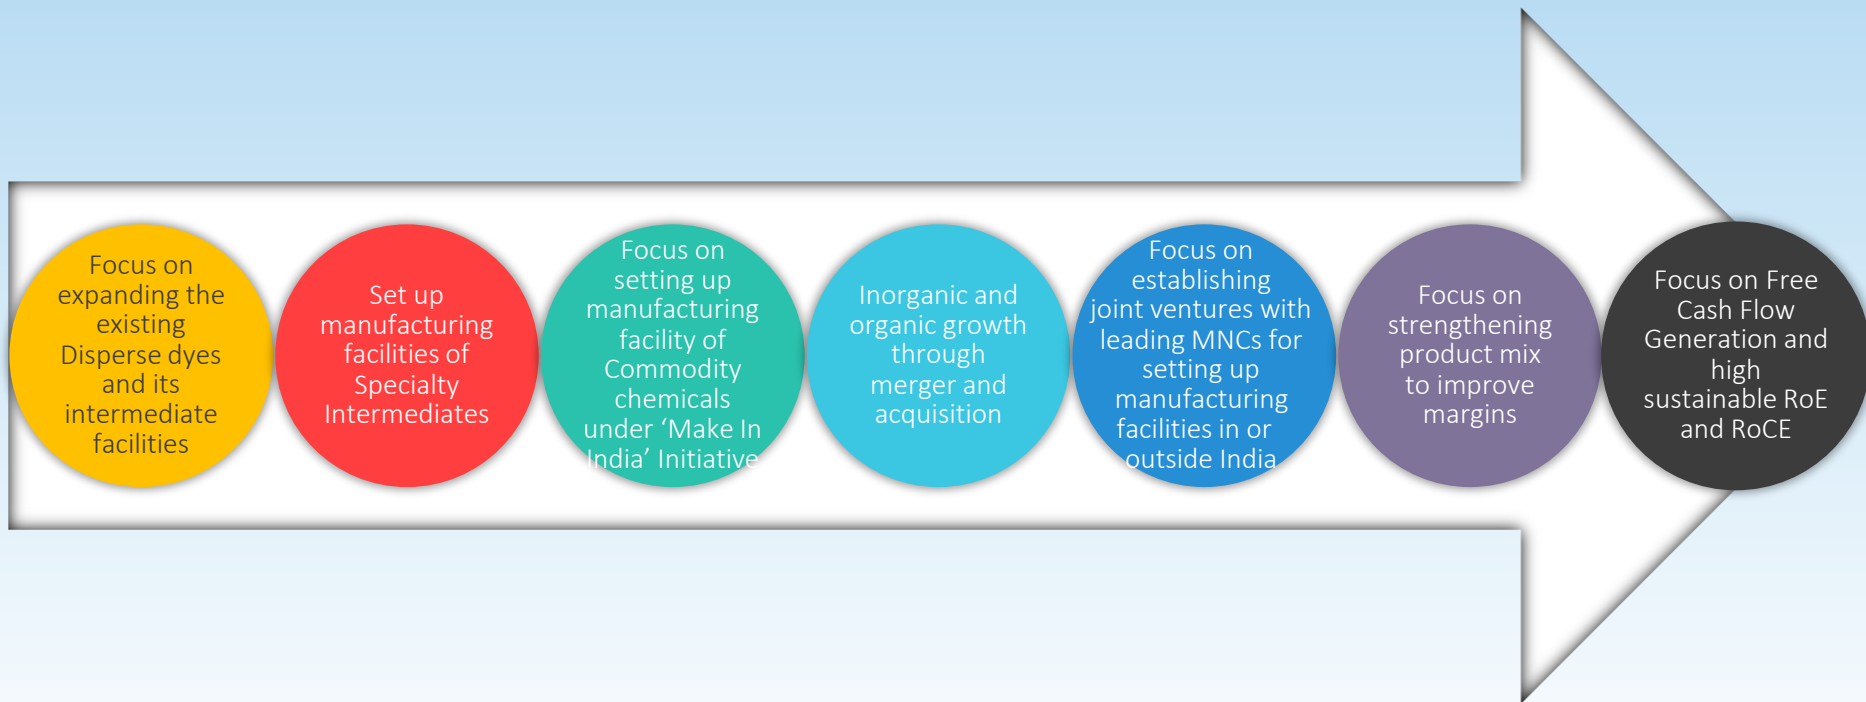 Focus on
expanding the
existing
Disperse dyes
and its
intermediate
facilities
Set up
manufacturing
facilities of
Specialty
Intermediates
Focus on
setting up
manufacturing
facility of
Commodity
chemicals
under ‘Make In
India’ Initiative
Inorganic and
organic growth
through
merger and
acquisition
Focus on
establishing
joint ventures with
leading MNCs for
setting up
manufacturing
facilities in or
outside India
Focus on
strengthening
product mix
to improve
margins
Focus on Free
Cash Flow
Generation and
high
sustainable RoE
and RoCE